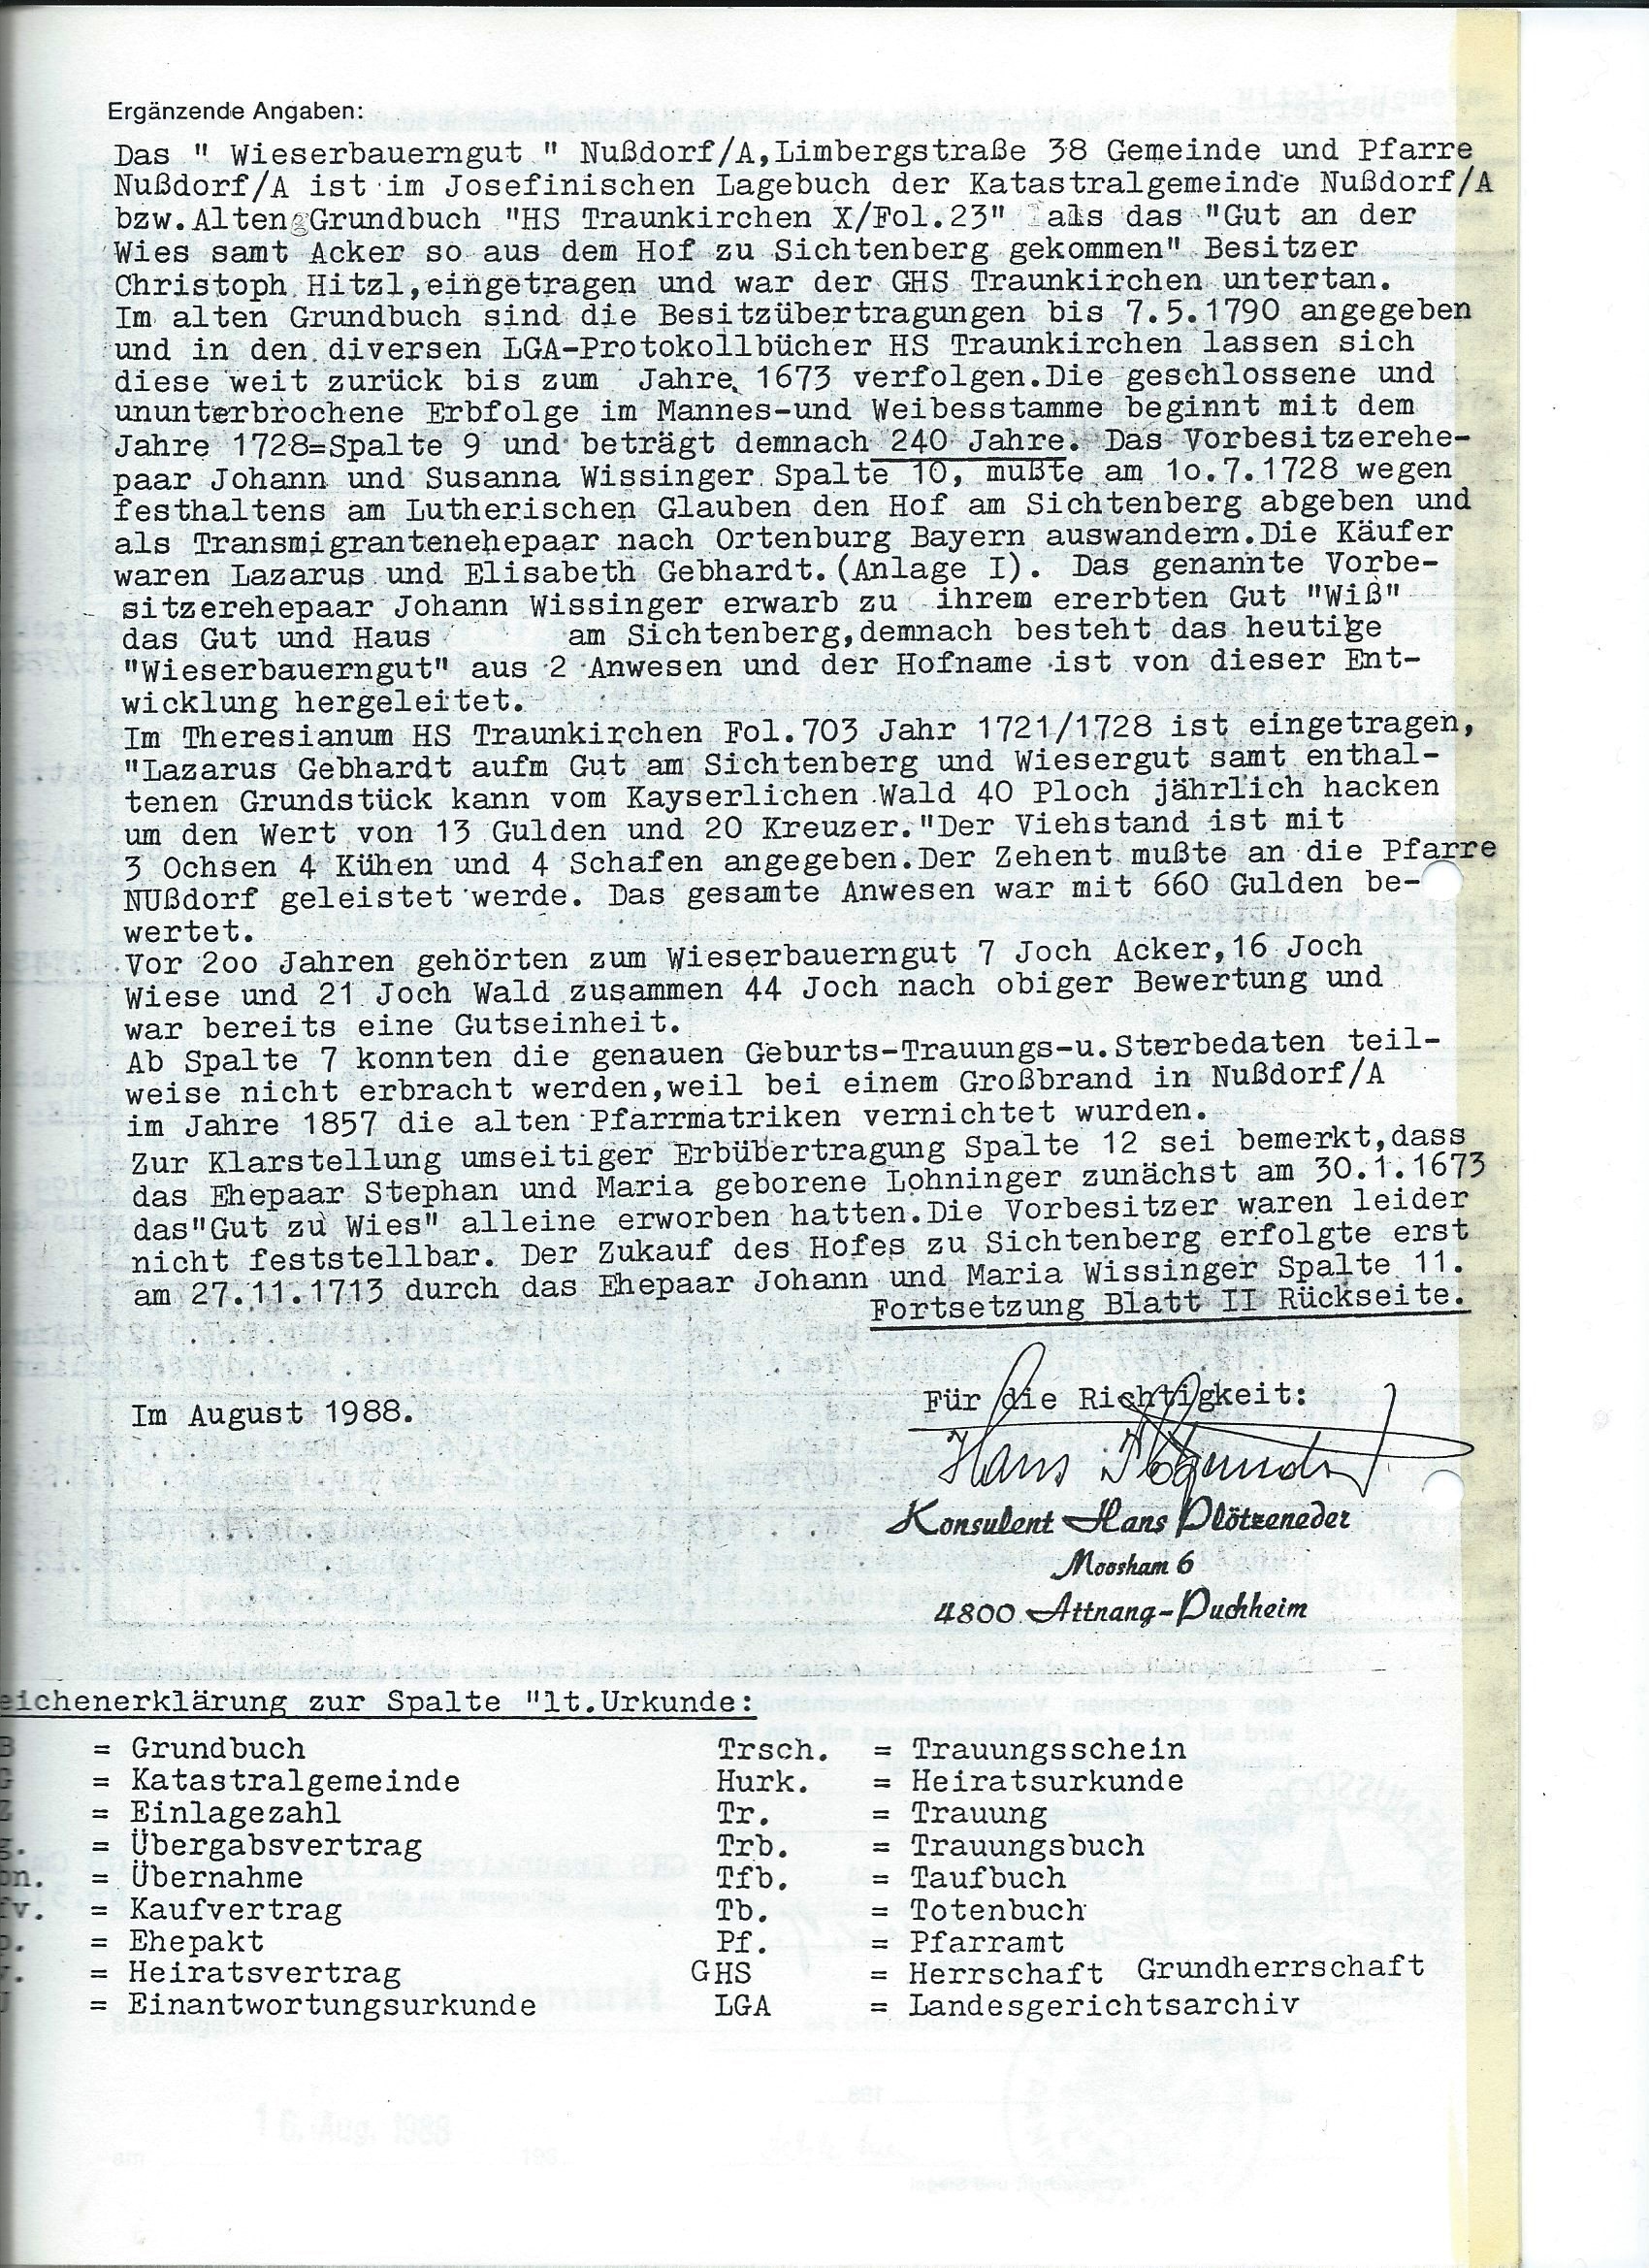 Ergänzende Angaben:
Das " Wieserbauerngut " Nußdorf/A,Limbergstraße 38 Gemeinde und Pfarre
Nußdorf/A ist im Josefinischen Lagebuch der Katastralgemeinde Nußdorf/A
bzw.Alten Grundbuch "HS Traunkirchen X/Fol.23" als das "Gut an der
Wies samt Acker so aus dem Hof zu Sichtenberg gekommen" Besitzer
Christoph Hitzl,eingetragen und war der GHS Traunkirchen untertan.
Im alten Grundbuch sind die Besitzübertragungen bis 7.5.1790 angegeben
und in den diversen LGA-Protokollbücher HS Traunkirchen lassen sich
diese weit zurück bis zum Jahre 1673 verfolgen.Die geschlossene und
ununterbrochene Erbfolge im Mannes-und Weibesstamme beginnt mit dem
Jahre 1728=Spalte 9 und beträgt demnach 240 Jahre. Das Vorbesitzerehe-
paar Johann und Susanna Wissinger Spalte 10, mußte am 1o.7.1728 wegen
festhaltens am Lutherischen Glauben den Hof am Sichtenberg abgeben und
als Transmigrantenehepaar nach Ortenburg Bayern auswandern.Die Käufer
waren Lazarus und Elisabeth Gebhardt.(Anlage I). Das genannte Vorbe-
sitzerehepaar Johann Wissinger erwarb zu ihrem ererbten Gut "Wiß"
das Gut und Haus am Sichtenberg,demnach besteht das heutige
"Wieserbauerngut" aus 2 Anwesen und der Hofname ist von dieser Ent-
wicklung hergeleitet.
Im Theresianum HS Traunkirchen Fol.703 Jahr 1721/1728 ist eingetragen,
"Lazarus Gebhardt aufm Gut am Sichtenberg und Wiesergut samt enthal-
tenen Grundstück kann vom Kayserlichen Wald 40 Ploch jährlich hacken
um den Wert von 13 Gulden und 20 Kreuzer."Der Viehstand ist mit
3 Ochsen 4 Kühen und 4 Schafen angegeben.Der Zehent mußte an die Pfarre
NUßdorf geleistet werde. Das gesamte Anwesen war mit 660 Gulden be-
wertet.
Vor 2oo Jahren gehörten zum Wieserbauerngut 7 Joch Acker,16 Joch
Wiese und 21 Joch Wald zusammen 44 Joch nach obiger Bewertung und
war bereits eine Gutseinheit.
Ab Spalte 7 konnten die genauen Geburts-Trauungs-u.Sterbedaten teil-
weise nicht erbracht werden,weil bei einem Großbrand in Nußdorf/A
im Jahre 1857 die alten Pfarrmatriken vernichtet wurden.
Zur Klarstellung umseitiger Erbübertragung Spalte 12 sei bemerkt,dass
das Ehepaar Stephan und Maria geborene Lohninger zunächst am 30.1.1673
das"Gut zu Wies" alleine erworben hatten.Die Vorbesitzer waren leider
nicht feststellbar. Der Zukauf des Hofes zu Sichtenberg erfolgte erst
am 27.11.1713 durch das Ehepaar Johann und Maria Wissinger Spalte 11.
Fortsetzung Blatt II Rückseite.
Im August 1988.
Für die Richtigkeit:
Konsulent Hans Plötzeneder
Moosham 6
4800 Attnang-Puchheim
eichenerklärung zur Spalte "lt.Urkunde:
B = Grundbuch Trsch. = Trauungsschein
G = Katastralgemeinde Hurk. = Heiratsurkunde
Z = Einlagezahl Tr. = Trauung
g. = Übergabsvertrag Trb. = Trauungsbuch
bn. = Übernahme Tfb. = Taufbuch
fv. = Kaufvertrag Tb. = Totenbuch
p. = Ehepakt Pf. = Pfarramt
v. = Heiratsvertrag GHS = Herrschaft Grundherrschaft
U = Einantwortungsurkunde LGA = Landesgerichtsarchiv